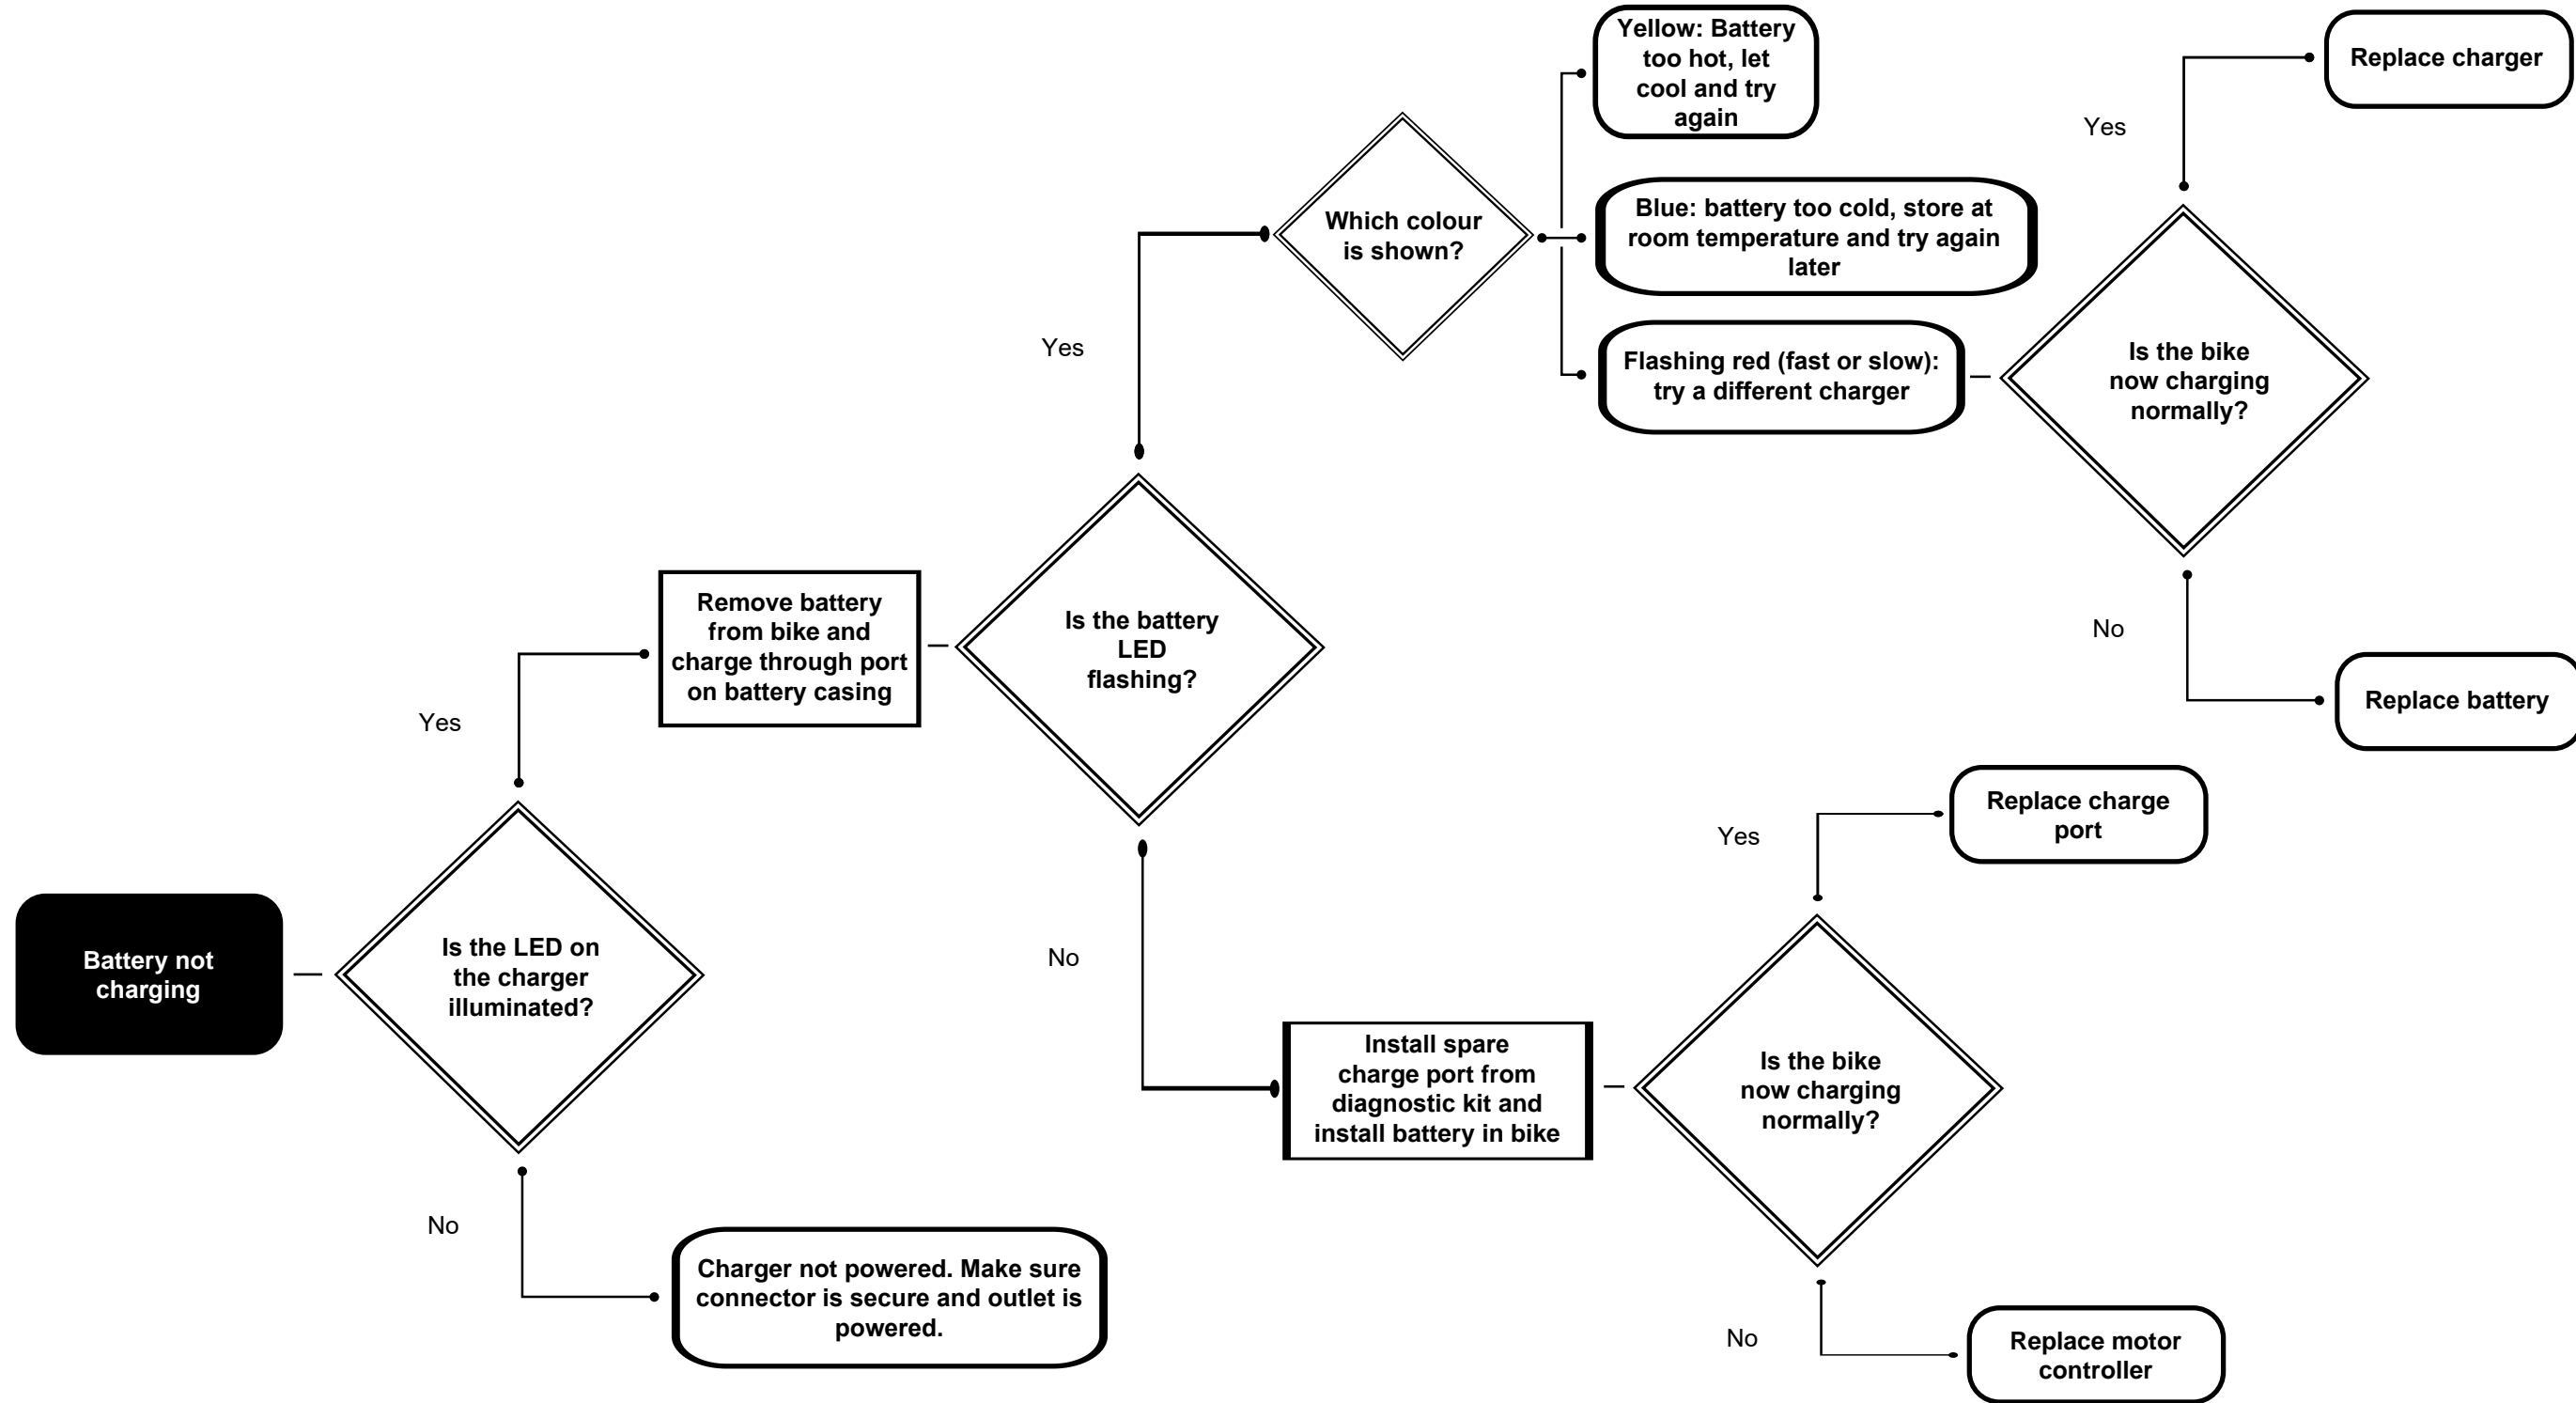 Battery not
charging
Is the LED on
the charger
illuminated?
Yes
Remove battery
from bike and
charge through port
on battery casing
No
Charger not powered. Make sure
connector is secure and outlet is
powered.
Is the battery
LED
flashing?
Yes
Which colour
is shown?
Yellow: Battery
too hot, let
cool and try
again
Blue: battery too cold, store at
room temperature and try again
later
Flashing red (fast or slow):
try a different charger
Is the bike
now charging
normally?
Yes
Replace charger
No
Replace battery
No
Install spare
charge port from
diagnostic kit and
install battery in bike
Is the bike
now charging
normally?
Yes
Replace charge
port
No
Replace motor
controller